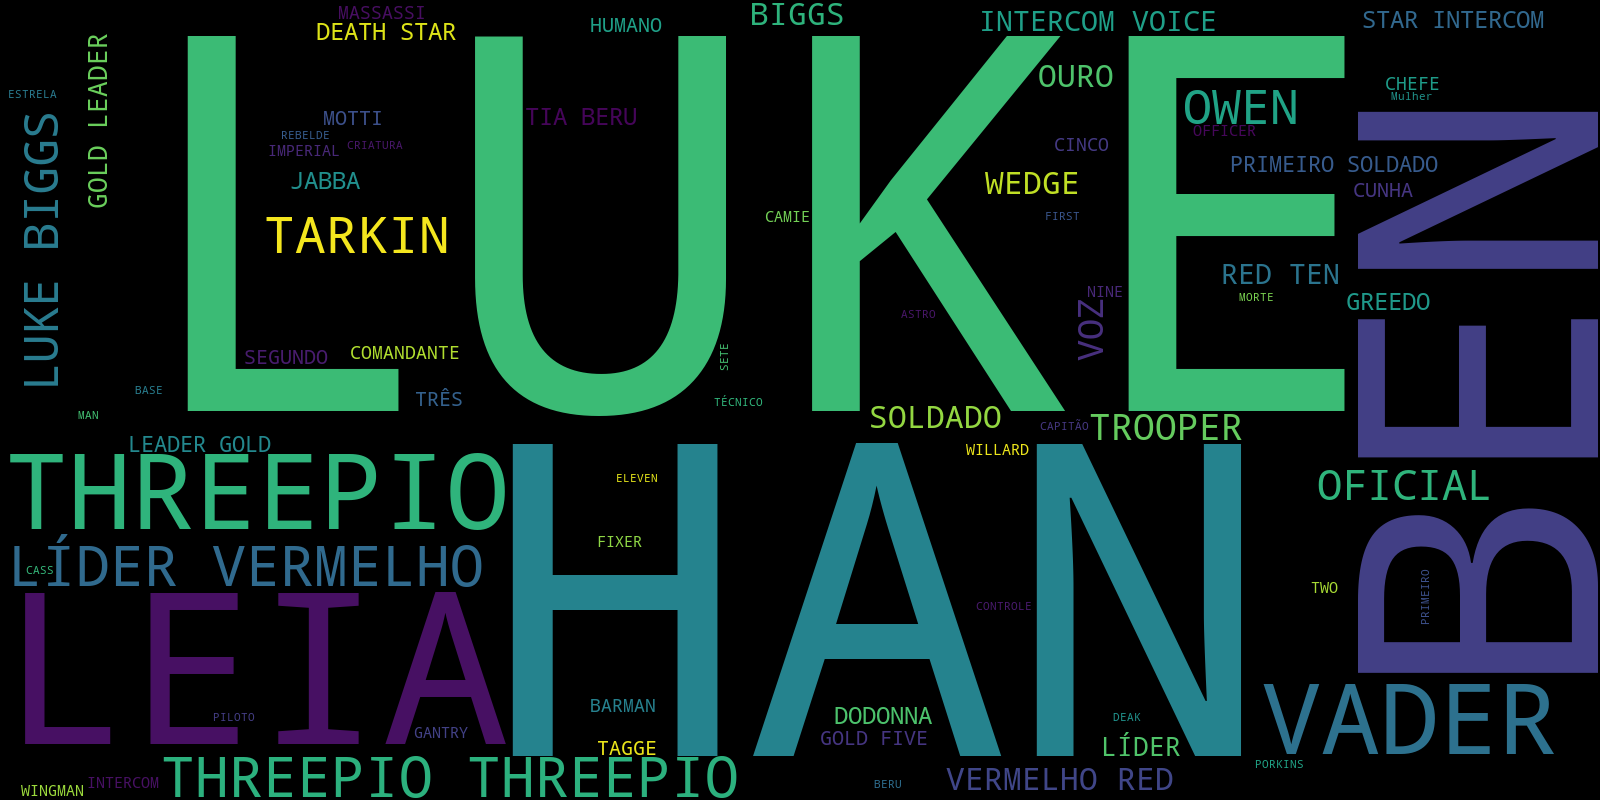 MASSASSI
DEATH STAR
HUMANO
BIGGS
INTERCOM VOICE
STAR INTERCOM
ESTRELA
GOLD LEADER
LUKE BIGGS
LUKE
OURO
CHEFE
Mulher
OWEN
OFFICER
MOTTI
TIA BERU
REBELDE
IMPERIAL
CRIATURA
CINCO
PRIMEIRO SOLDADO
JABBA
WEDGE
CUNHA
TARKIN
CAMIE
FIRST
RED TEN
MORTE
NINE
VOZ
GREEDO
ASTRO
BEN
SEGUNDO
COMANDANTE
SETE
BASE
TRÊS
TÉCNICO
MAN
SOLDADO
CAPITÃO
TROOPER
LEADER GOLD
WILLARD
THREEPIO
HAN
ELEVEN
OFICIAL
FIXER
LÍDER VERMELHO
CASS
PRIMEIRO
TWO
LEIA
CONTROLE
PILOTO
GANTRY
BARMAN
DODONNA
GOLD FIVE
DEAK
VADER
TAGGE
LÍDER
PORKINS
WINGMAN
INTERCOM
THREEPIO THREEPIO
BERU
VERMELHO RED